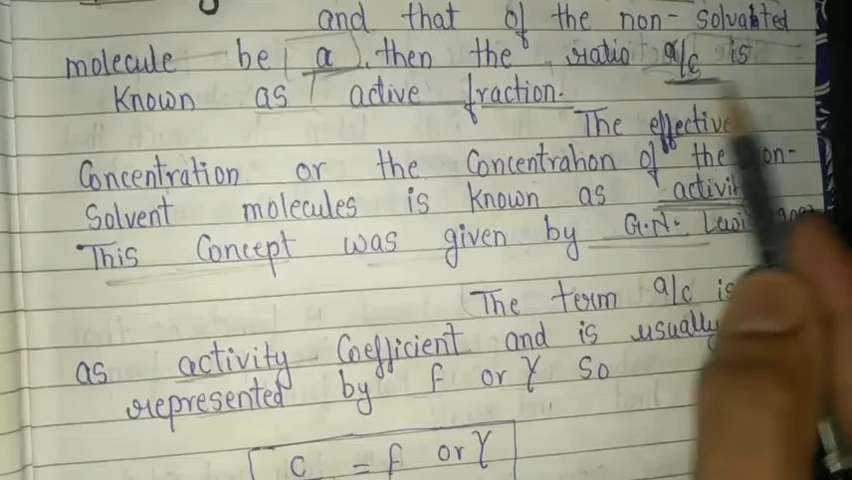 and that of the non-solvated
molecule be a, then the ratio a/c is
known as active fraction.
The effective
Concentration or the Concentration of the non-
Solvent molecules is known as
This Concept was given by G.N. Lewis
The term a/c is
as activity Coefficient and is usually
represented by f or γ so
C = f or γ